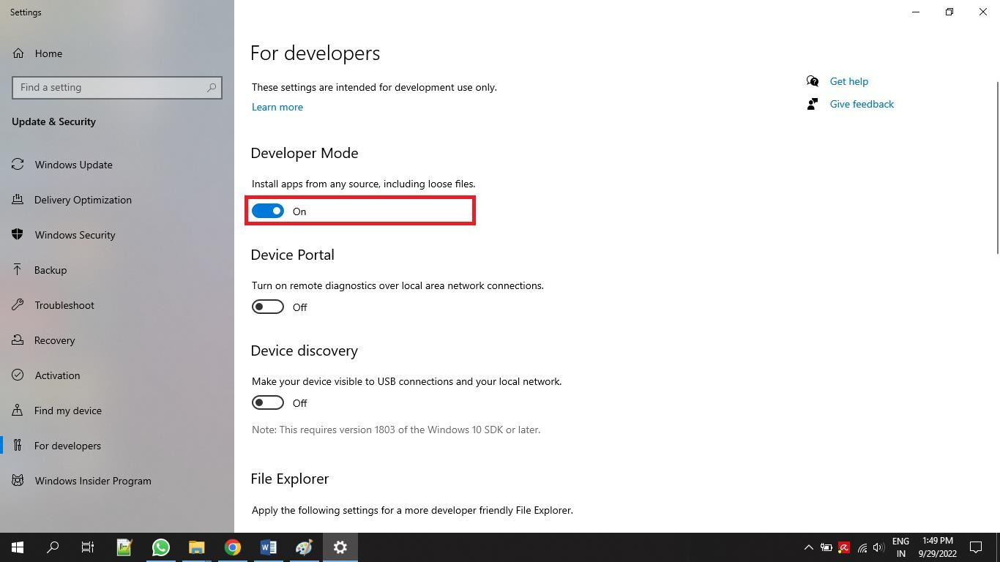 Settings
Home
Find a setting
Update & Security
Windows Update
Delivery Optimization
Windows Security
Backup
Troubleshoot
Recovery
Activation
Find my device
For developers
Windows Insider Program
For developers
These settings are intended for development use only.
Learn more
Get help
Give feedback
Developer Mode
Install apps from any source, including loose files.
On
Device Portal
Turn on remote diagnostics over local area network connections.
Off
Device discovery
Make your device visible to USB connections and your local network.
Off
Note: This requires version 1803 of the Windows 10 SDK or later.
File Explorer
Apply the following settings for a more developer friendly File Explorer.
ENG
IN
1:49 PM
9/29/2022